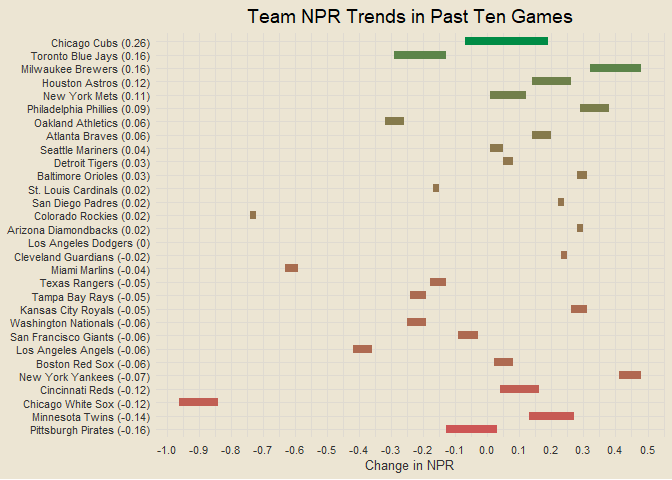 Team NPR Trends in Past Ten Games
Chicago Cubs (0.26)
Toronto Blue Jays (0.16)
Milwaukee Brewers (0.16)
Houston Astros (0.12)
New York Mets (0.11)
Philadelphia Phillies (0.09)
Oakland Athletics (0.06)
Atlanta Braves (0.06)
Seattle Mariners (0.04)
Detroit Tigers (0.03)
Baltimore Orioles (0.03)
St. Louis Cardinals (0.02)
San Diego Padres (0.02)
Colorado Rockies (0.02)
Arizona Diamondbacks (0.02)
Los Angeles Dodgers (0)
Cleveland Guardians (-0.02)
Miami Marlins (-0.04)
Texas Rangers (-0.05)
Tampa Bay Rays (-0.05)
Kansas City Royals (-0.05)
Washington Nationals (-0.06)
San Francisco Giants (-0.06)
Los Angeles Angels (-0.06)
Boston Red Sox (-0.06)
New York Yankees (-0.07)
Cincinnati Reds (-0.12)
Chicago White Sox (-0.12)
Minnesota Twins (-0.14)
Pittsburgh Pirates (-0.16)
-1.0 -0.9 -0.8 -0.7 -0.6 -0.5 -0.4 -0.3 -0.2 -0.1 0.0 0.1 0.2 0.3 0.4 0.5
Change in NPR